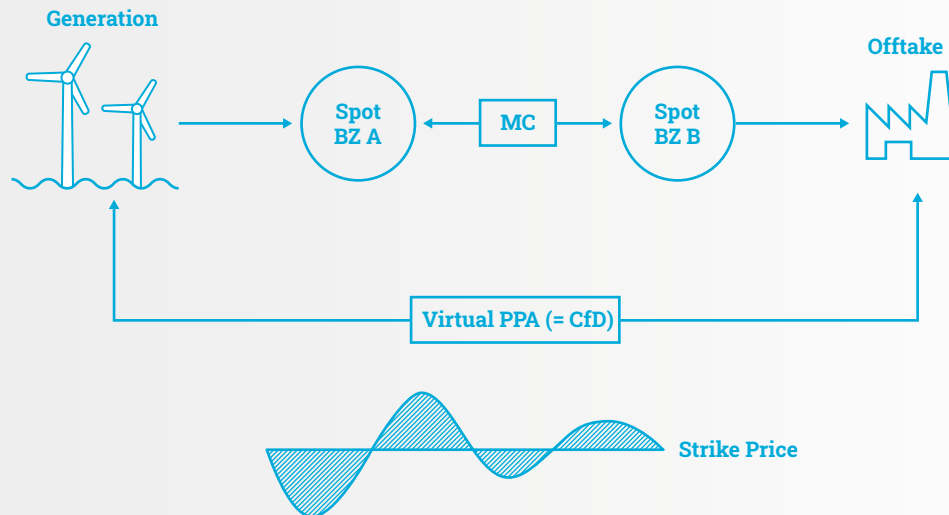 Generation
Offtake
Spot
BZ A
MC
Spot
BZ B
Virtual PPA (= CfD)
Strike Price